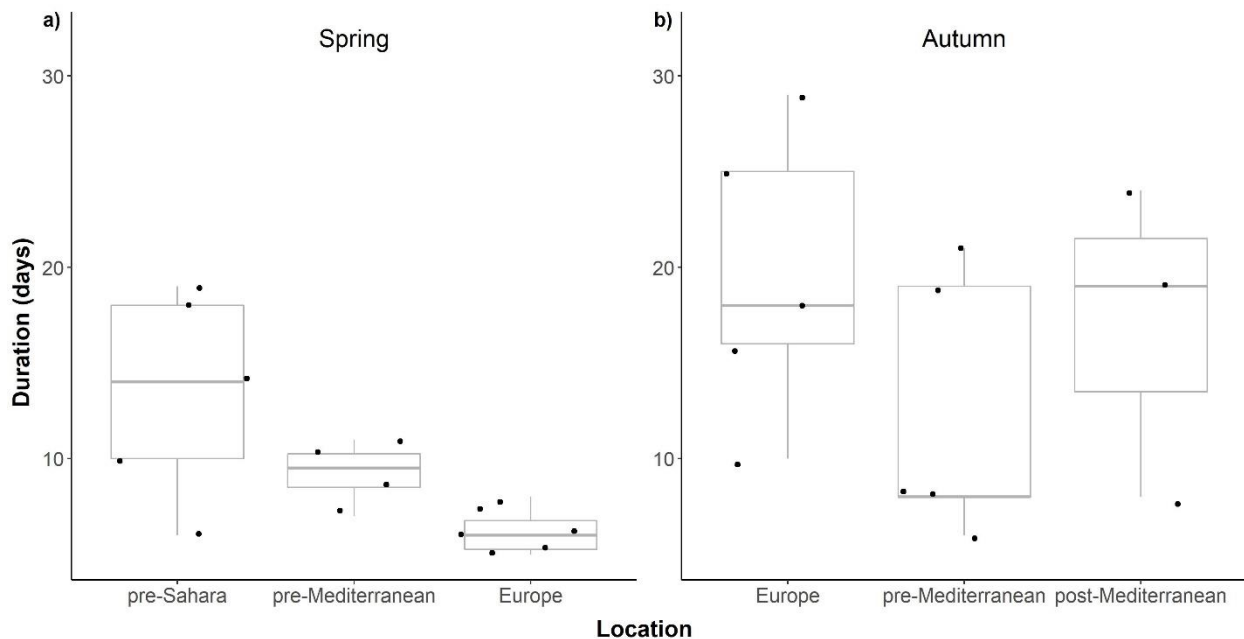 a)
Spring
30
20
10
Duration (days)
pre-Sahara
pre-Mediterranean
Europe
b)
Autumn
30
20
10
Europe
pre-Mediterranean
post-Mediterranean
Location